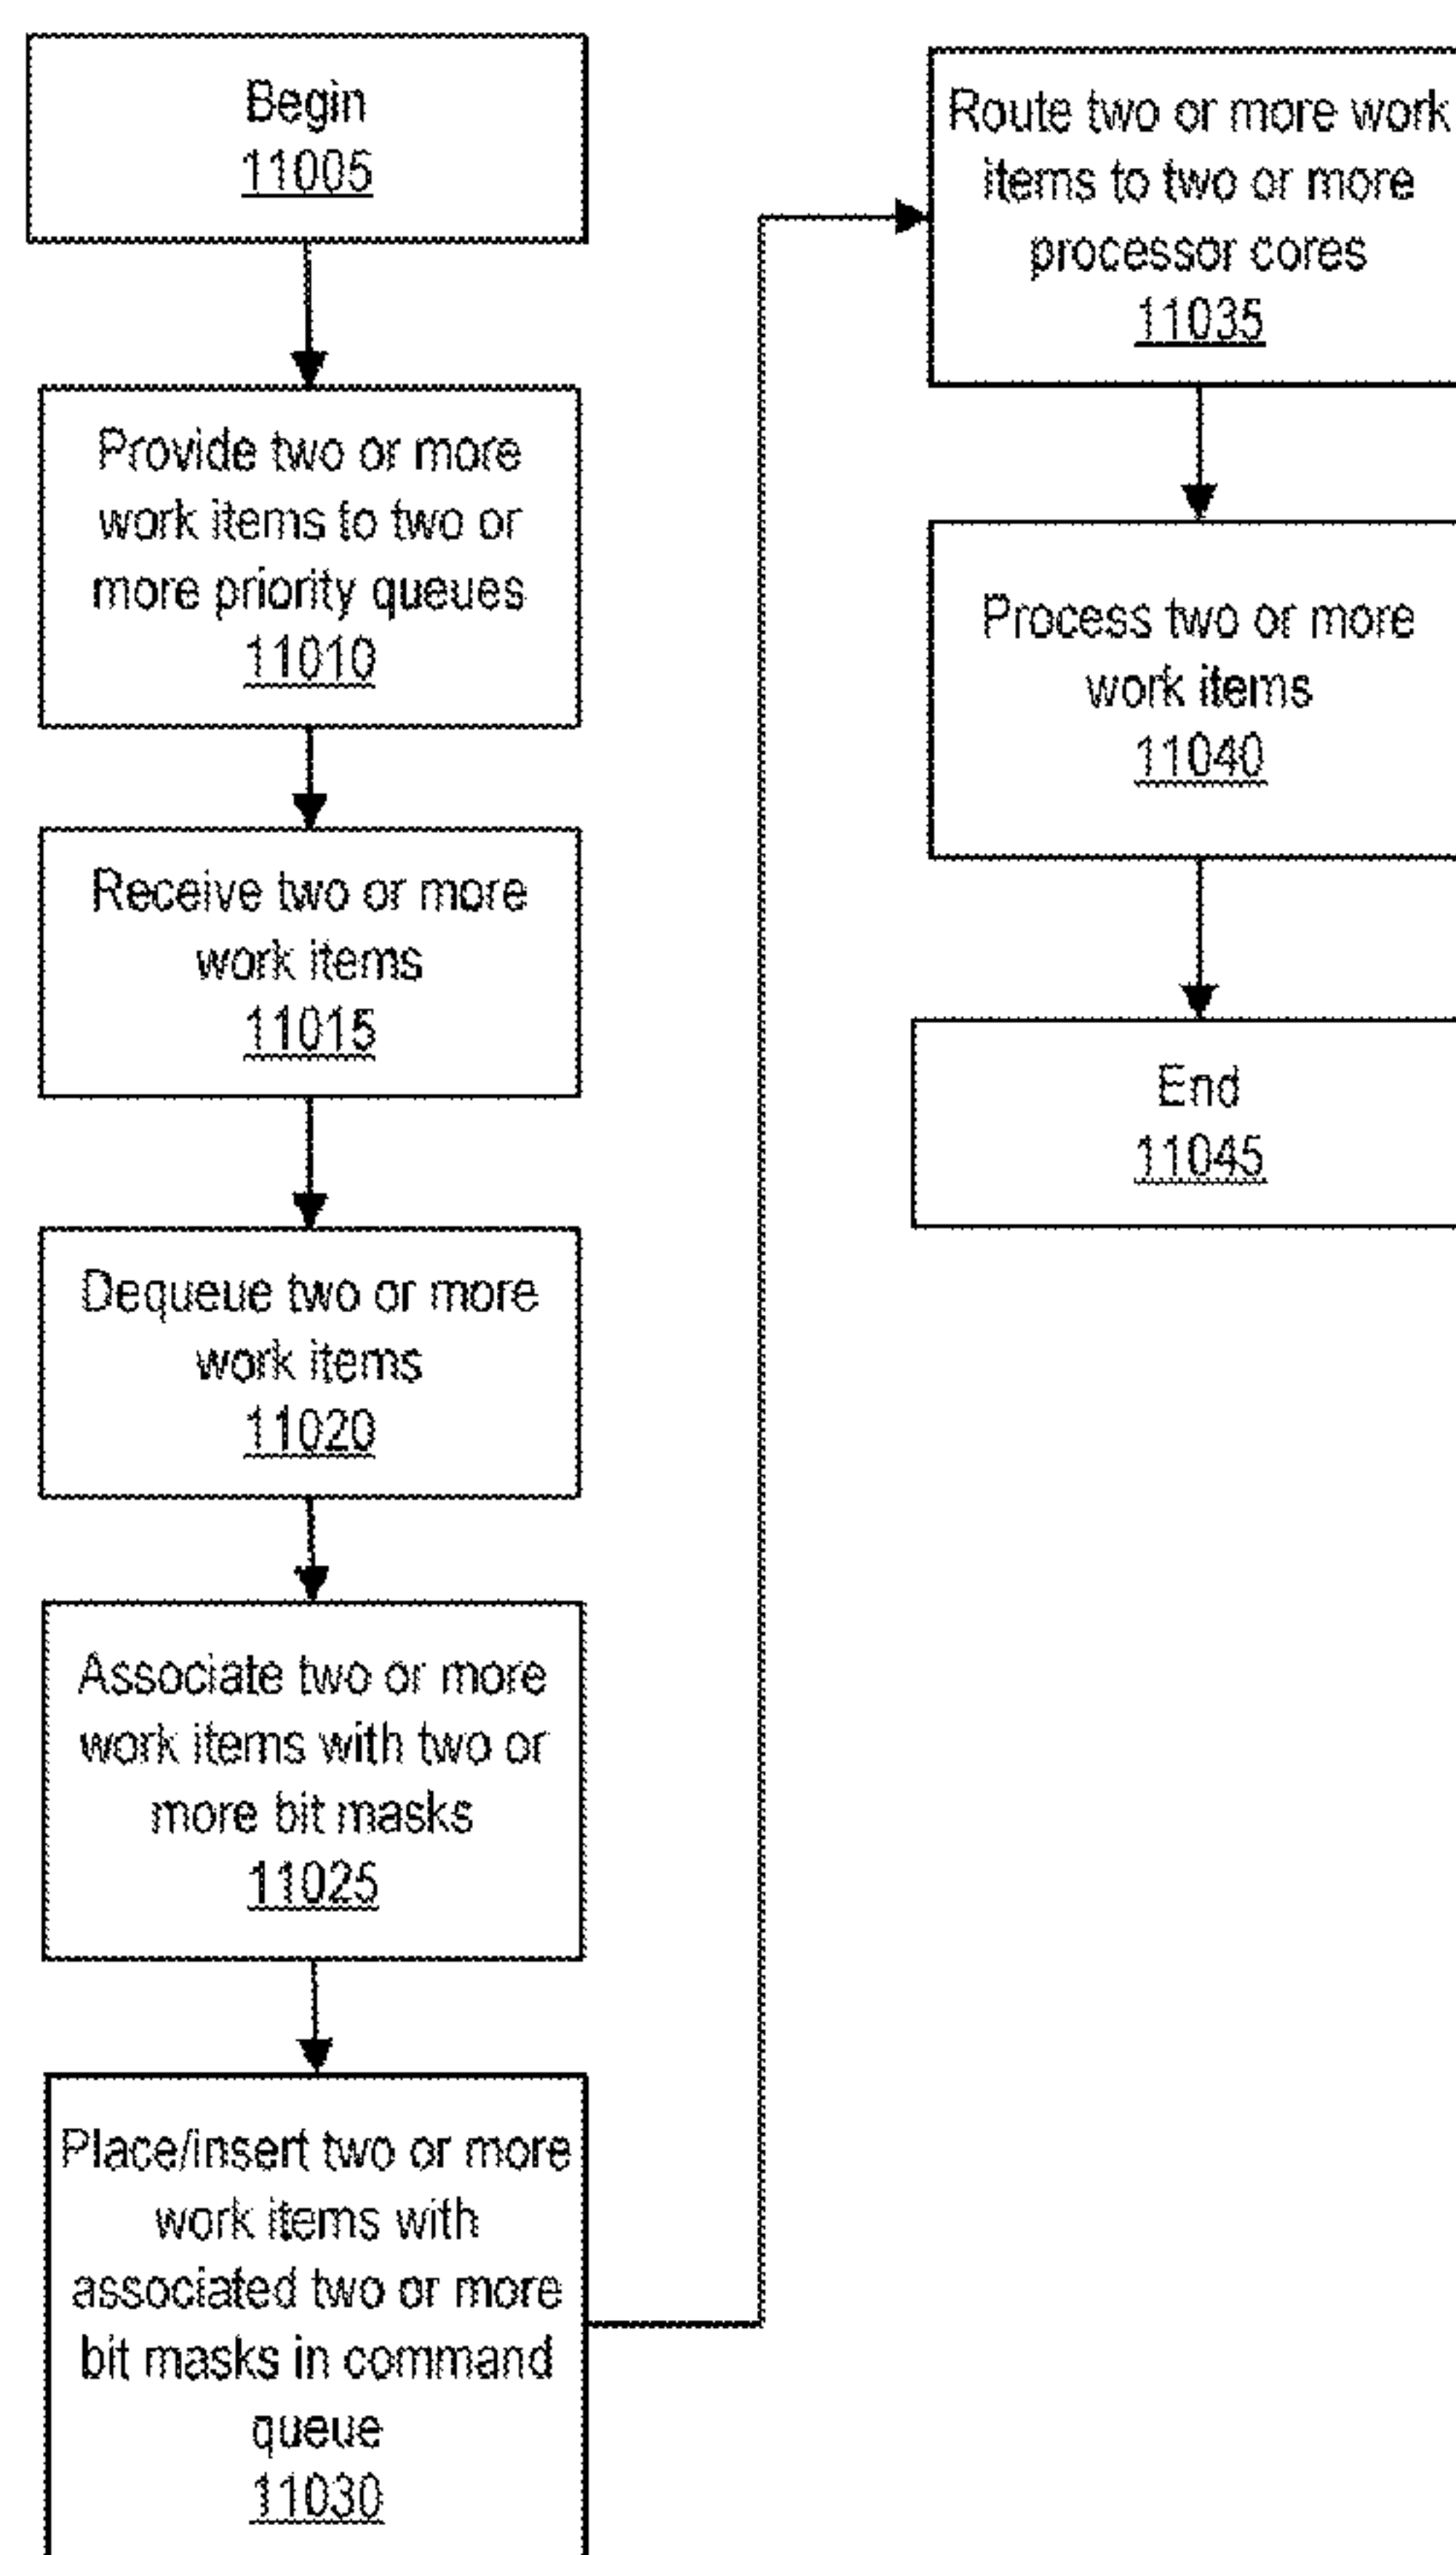 Begin
11005
Provide two or more
work items to two or
more priority queues
11010
Receive two or more
work items
11015
Dequeue two or more
work items
11020
Associate two or more
work items with two or
more bit masks
11025
Place/insert two or more
work items with
associated two or more
bit masks in command
queue
11030
Route two or more work
items to two or more
processor cores
11035
Process two or more
work items
11040
End
11045